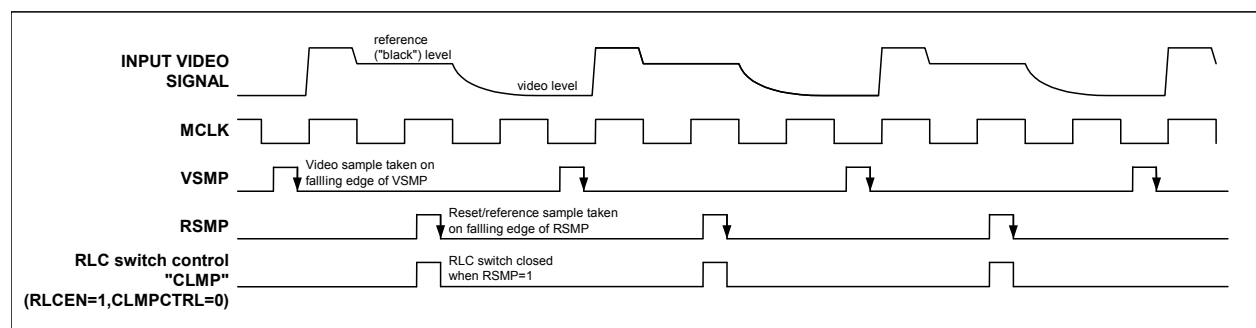 INPUT VIDEO
SIGNAL
reference
("black") level
video level
MCLK
VSMP
Video sample taken on
fallling edge of VSMP
RSMP
Reset/reference sample taken
on fallling edge of RSMP
RLC switch control
"CLMP"
(RLCEN=1,CLMPCTRL=0)
RLC switch closed
when RSMP=1